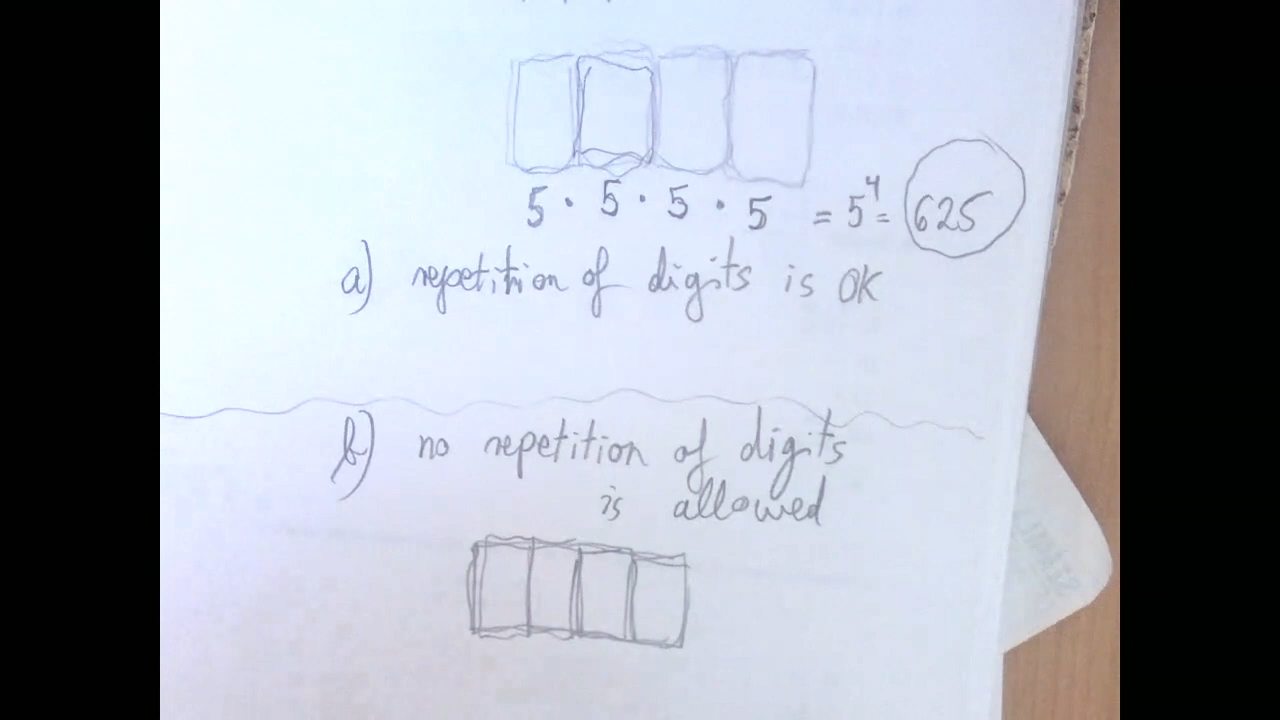 5 · 5 · 5 · 5 = 5⁴ = 625
a) repetition of digits is OK
b) no repetition of digits
is allowed